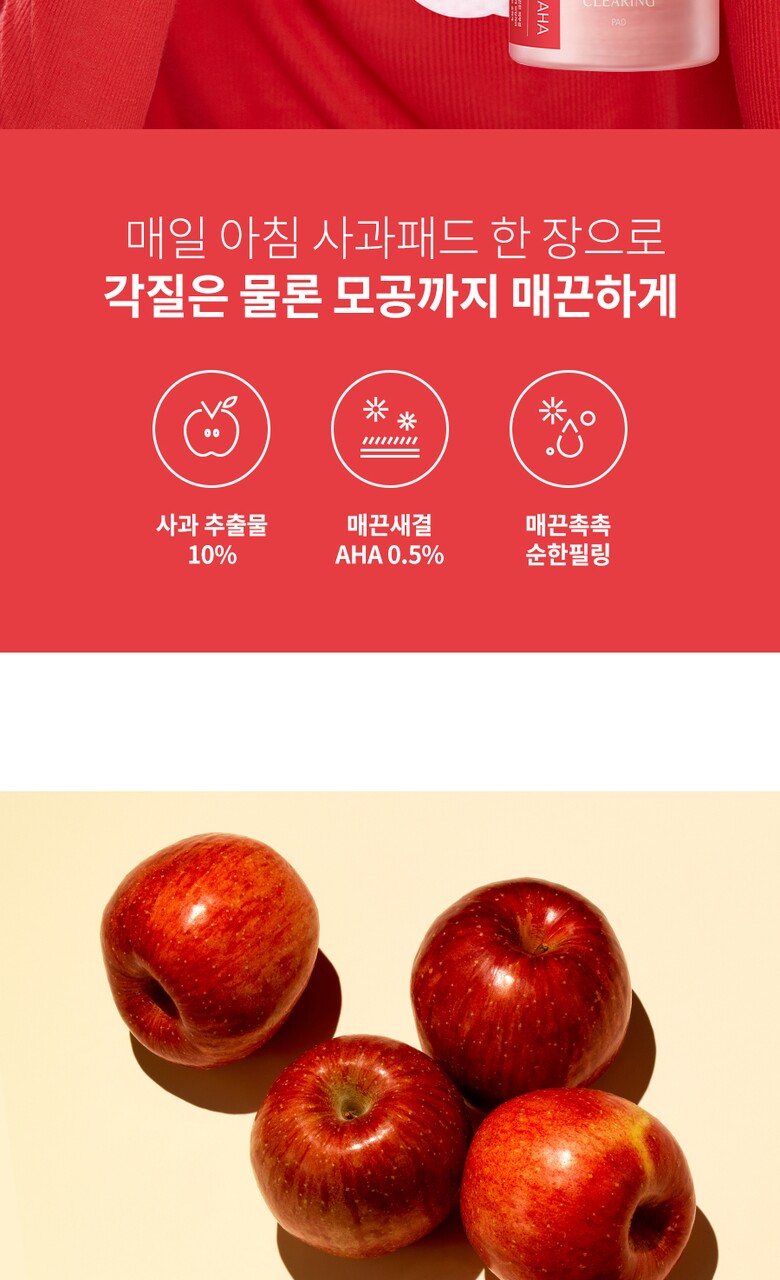 AHA
CLEARING
PAD
매일 아침 사과패드 한 장으로
각질은 물론 모공까지 매끈하게
사과 추출물
10%
매끈새결
AHA 0.5%
매끈촉촉
순한필링